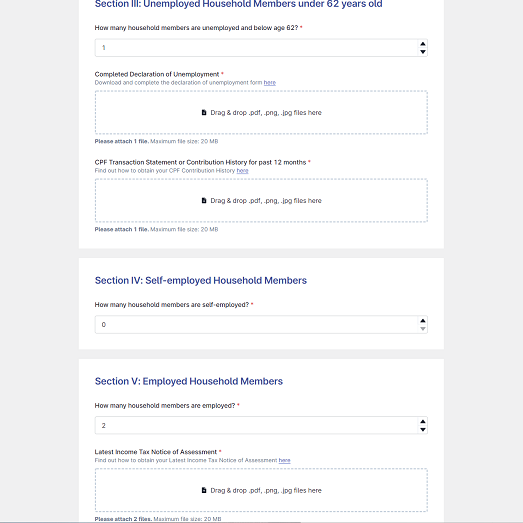 Section III: Unemployed Household Members under 62 years old
How many household members are unemployed and below age 62? *
1
Completed Declaration of Unemployment *
Download and complete the declaration of unemployment form here
Drag & drop .pdf, .png, .jpg files here
Please attach 1 file. Maximum file size: 20 MB
CPF Transaction Statement or Contribution History for past 12 months *
Find out how to obtain your CPF Contribution History here
Drag & drop .pdf, .png, .jpg files here
Please attach 1 file. Maximum file size: 20 MB
Section IV: Self-employed Household Members
How many household members are self-employed? *
0
Section V: Employed Household Members
How many household members are employed? *
2
Latest Income Tax Notice of Assessment *
Find out how to obtain your Latest Income Tax Notice of Assessment here
Drag & drop .pdf, .png, .jpg files here
Please attach 2 files. Maximum file size: 20 MB